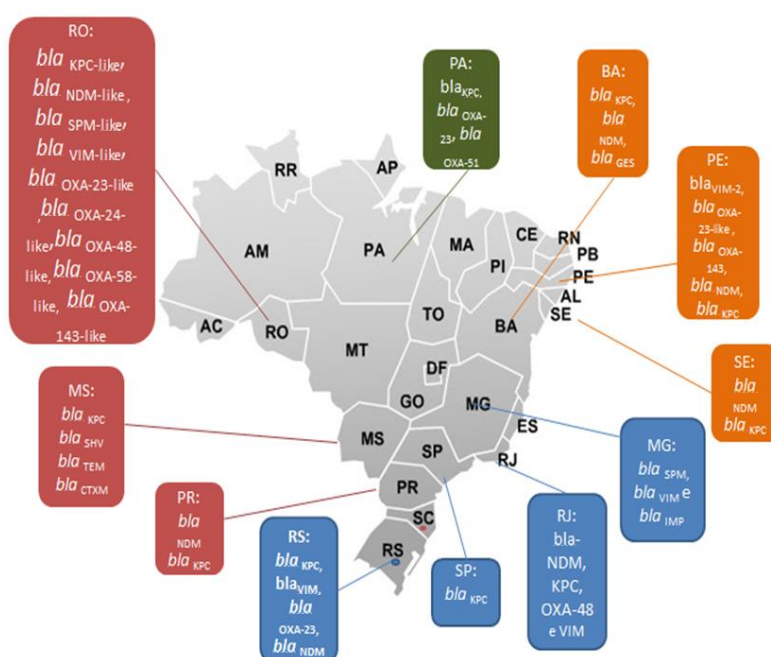 RO:
bla KPC-like,
bla NDM-like,
bla SPM-like,
bla VIM-like,
bla OXA-23-like
,bla OXA-24-
like, bla OXA-48-
like, bla OXA-58-
like, bla OXA-
143-like
PA:
blaKPC,
bla OXA-
23, bla
OXA-51
BA:
bla KPC,
bla
NDM,
bla GES
PE:
blaVIM-2,
bla OXA-
23-like,
bla OXA-
143,
bla NDM,
bla KPC
SE:
bla
NDM
bla KPC
MS:
bla KPC
bla SHV
bla TEM
bla CTXM
PR:
bla
NDM
bla KPC
RS:
bla KPC,
blaVIM,
bla
OXA-23,
bla NDM
SP:
bla KPC
RJ:
bla-
NDM,
KPC,
OXA-48
e VIM
MG:
bla SPM,
bla VIM e
bla IMP
RR
AP
AM
PA
MA
CE
RN
PB
PI
PE
AL
SE
AC
RO
TO
BA
MT
DF
GO
MG
ES
MS
SP
RJ
PR
SC
RS